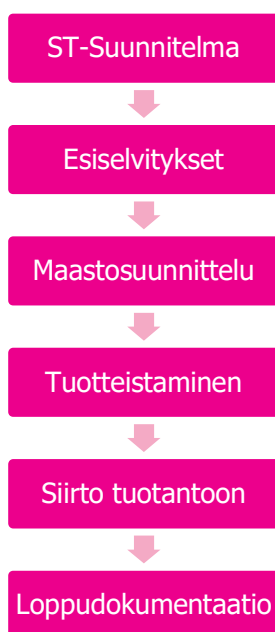 ST-Suunnitelma
Esiselvitykset
Maastosuunnittelu
Tuotteistaminen
Siirto tuotantoon
Loppudokumentaatio